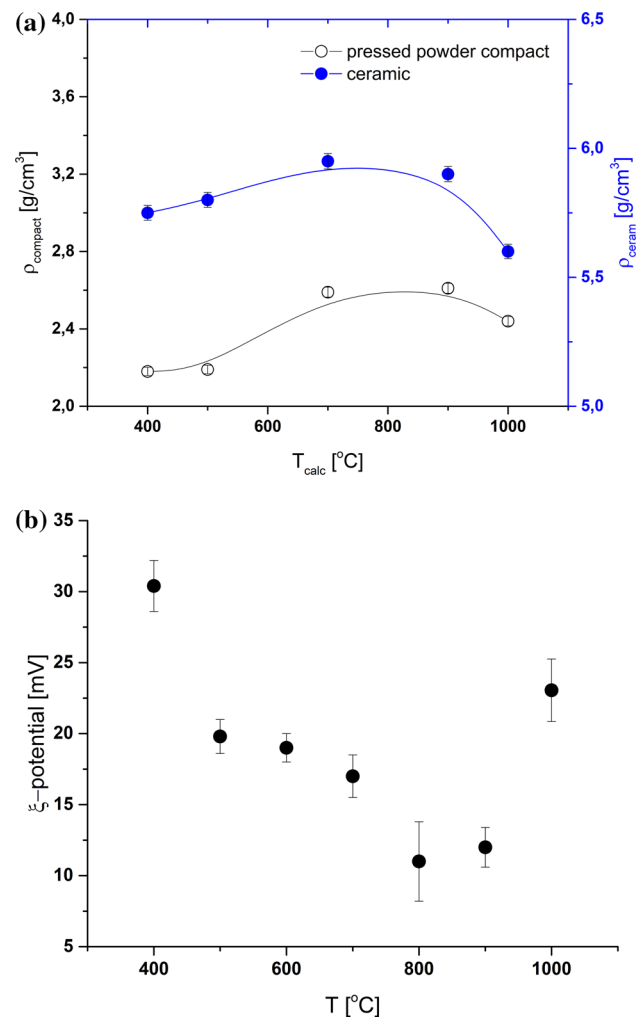 (a)
4,0
6,5
pressed powder compact
ceramic
3,6
3,2
6,0
2,8
5,5
2,4
2,0
5,0
ρcompact [g/cm³]
ρceram [g/cm³]
400 600 800 1000
Tcalc [°C]
(b)
35
30
25
20
15
10
5
ξ–potential [mV]
400 600 800 1000
T [°C]